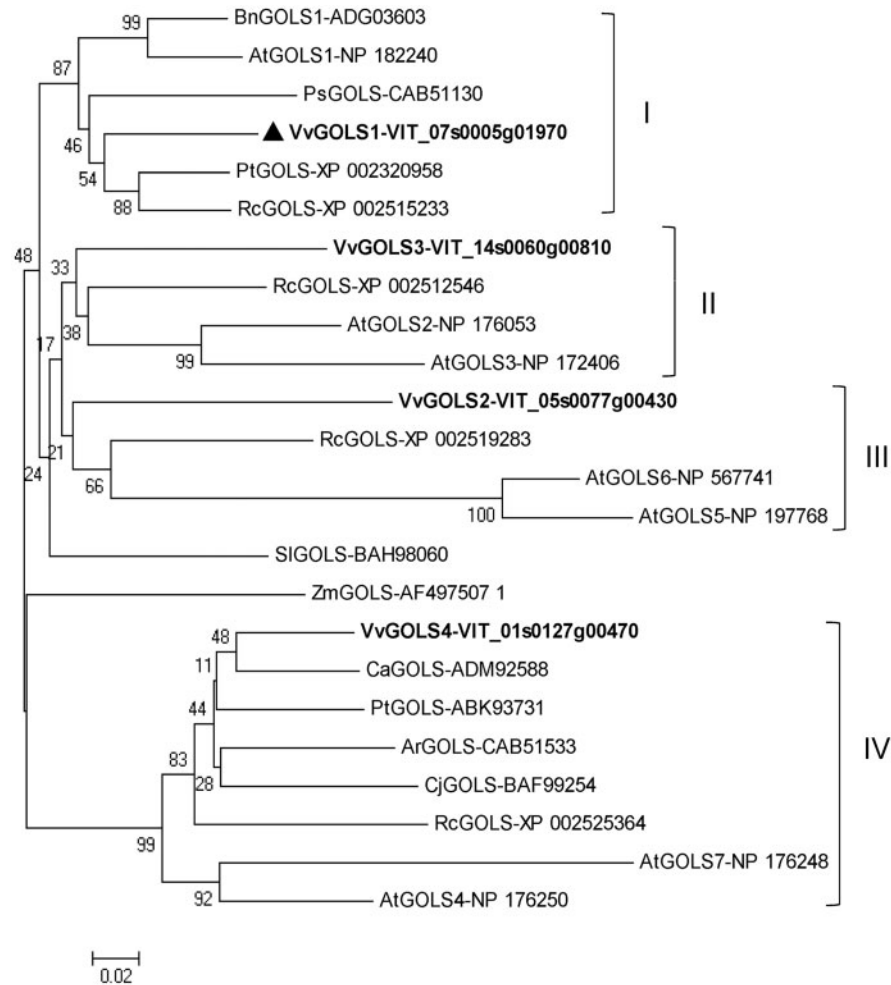 BnGOLS1-ADG03603
99
AtGOLS1-NP 182240
87
PsGOLS-CAB51130
I
▲ VvGOLS1-VIT_07s0005g01970
46
PtGOLS-XP 002320958
54
88
RcGOLS-XP 002515233
48
VvGOLS3-VIT_14s0060g00810
33
RcGOLS-XP 002512546
II
38
AtGOLS2-NP 176053
17
99
AtGOLS3-NP 172406
VvGOLS2-VIT_05s0077g00430
21
RcGOLS-XP 002519283
III
24
66
AtGOLS6-NP 567741
100
AtGOLS5-NP 197768
SlGOLS-BAH98060
ZmGOLS-AF497507 1
VvGOLS4-VIT_01s0127g00470
48
11
CaGOLS-ADM92588
PtGOLS-ABK93731
44
ArGOLS-CAB51533
IV
83
28
CjGOLS-BAF99254
RcGOLS-XP 002525364
99
AtGOLS7-NP 176248
92
AtGOLS4-NP 176250
0.02